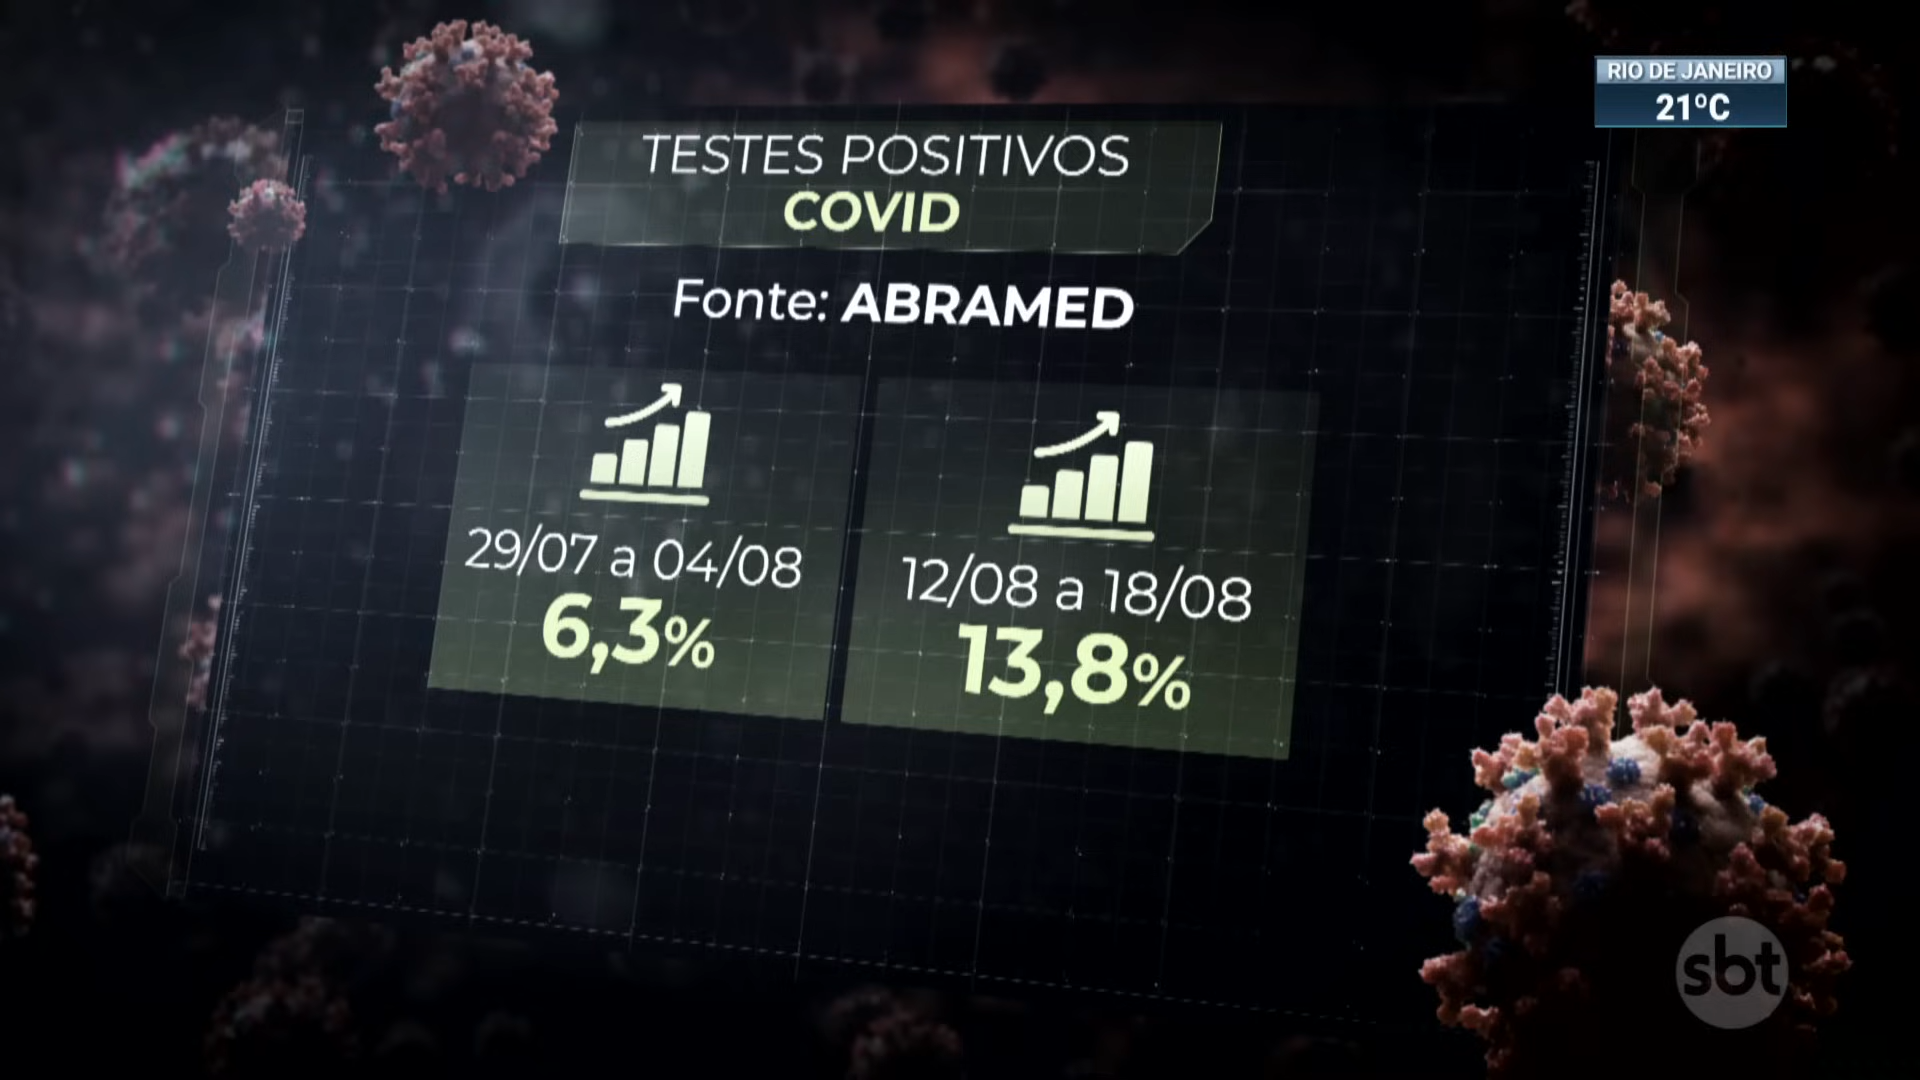 RIO DE JANEIRO
21ºC
TESTES POSITIVOS
COVID
Fonte: ABRAMED
29/07 a 04/08
6,3%
12/08 a 18/08
13,8%
sbt